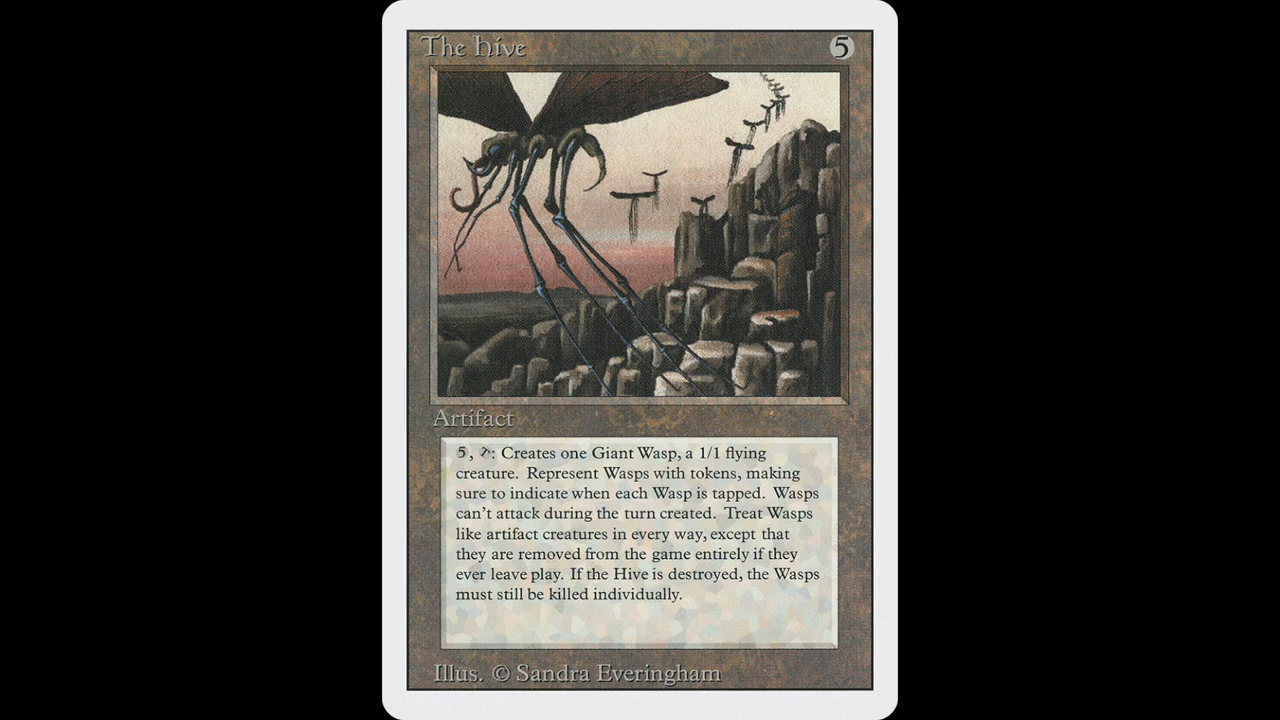 The Hive
5
Artifact
5, : Creates one Giant Wasp, a 1/1 flying
creature. Represent Wasps with tokens, making
sure to indicate when each Wasp is tapped. Wasps
can't attack during the turn created. Treat Wasps
like artifact creatures in every way, except that
they are removed from the game entirely if they
ever leave play. If the Hive is destroyed, the Wasps
must still be killed individually.
Illus. © Sandra Everingham